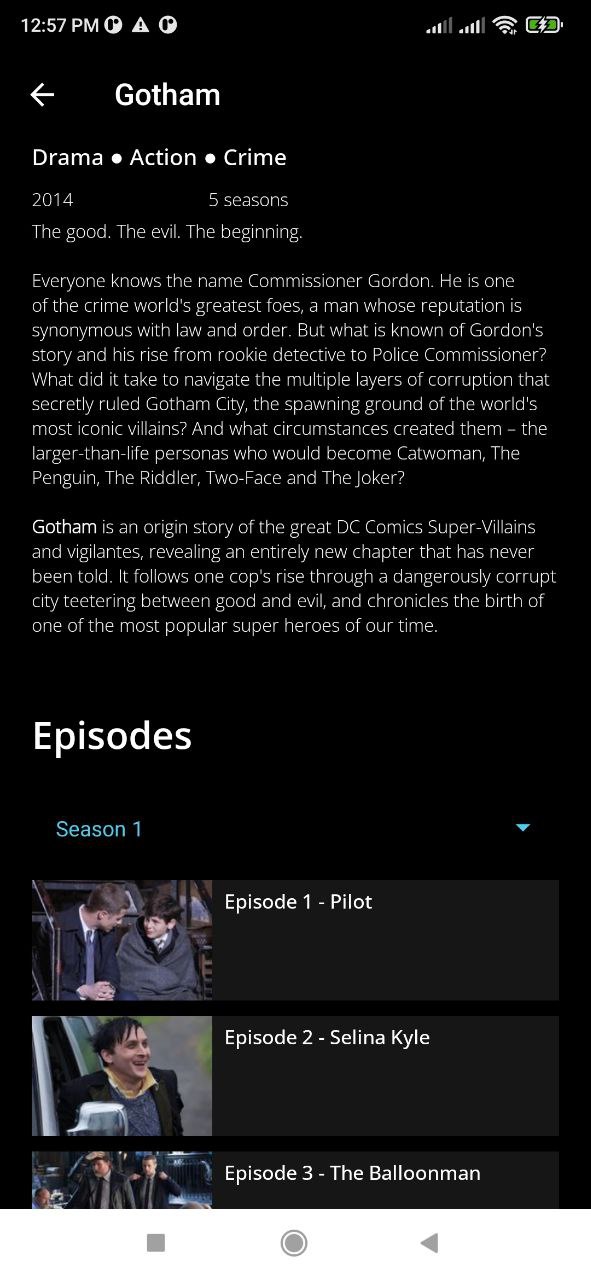 12:57 PM
Gotham
Drama ● Action ● Crime
2014 5 seasons
The good. The evil. The beginning.
Everyone knows the name Commissioner Gordon. He is one
of the crime world's greatest foes, a man whose reputation is
synonymous with law and order. But what is known of Gordon's
story and his rise from rookie detective to Police Commissioner?
What did it take to navigate the multiple layers of corruption that
secretly ruled Gotham City, the spawning ground of the world's
most iconic villains? And what circumstances created them – the
larger-than-life personas who would become Catwoman, The
Penguin, The Riddler, Two-Face and The Joker?
Gotham is an origin story of the great DC Comics Super-Villains
and vigilantes, revealing an entirely new chapter that has never
been told. It follows one cop's rise through a dangerously corrupt
city teetering between good and evil, and chronicles the birth of
one of the most popular super heroes of our time.
Episodes
Season 1
Episode 1 - Pilot
Episode 2 - Selina Kyle
Episode 3 - The Balloonman